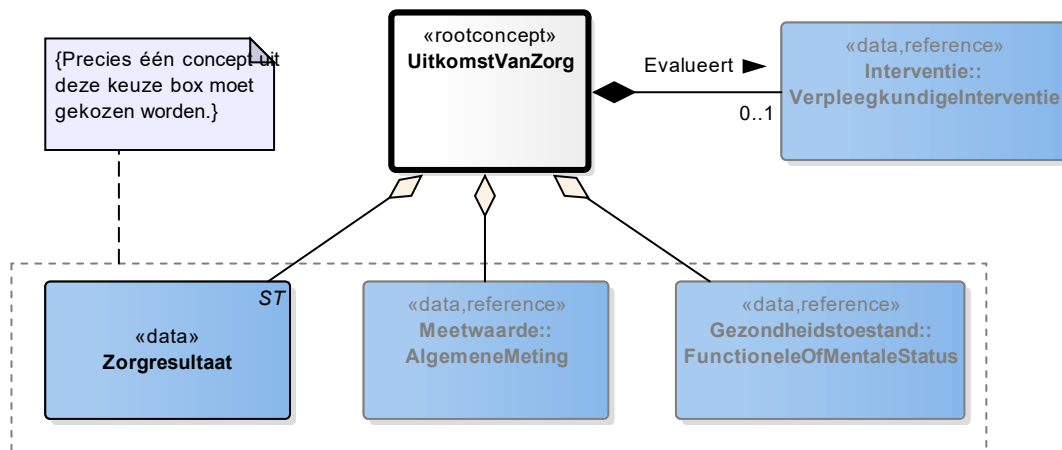 {Precies één concept uit
deze keuze box moet
gekozen worden.}
«rootconcept»
UitkomstVanZorg
Evalueert
0..1
«data,reference»
Interventie::
VerpleegkundigeInterventie
ST
«data»
Zorgresultaat
«data,reference»
Meetwaarde::
AlgemeneMeting
«data,reference»
Gezondheidstoestand::
FunctioneleOfMentaleStatus